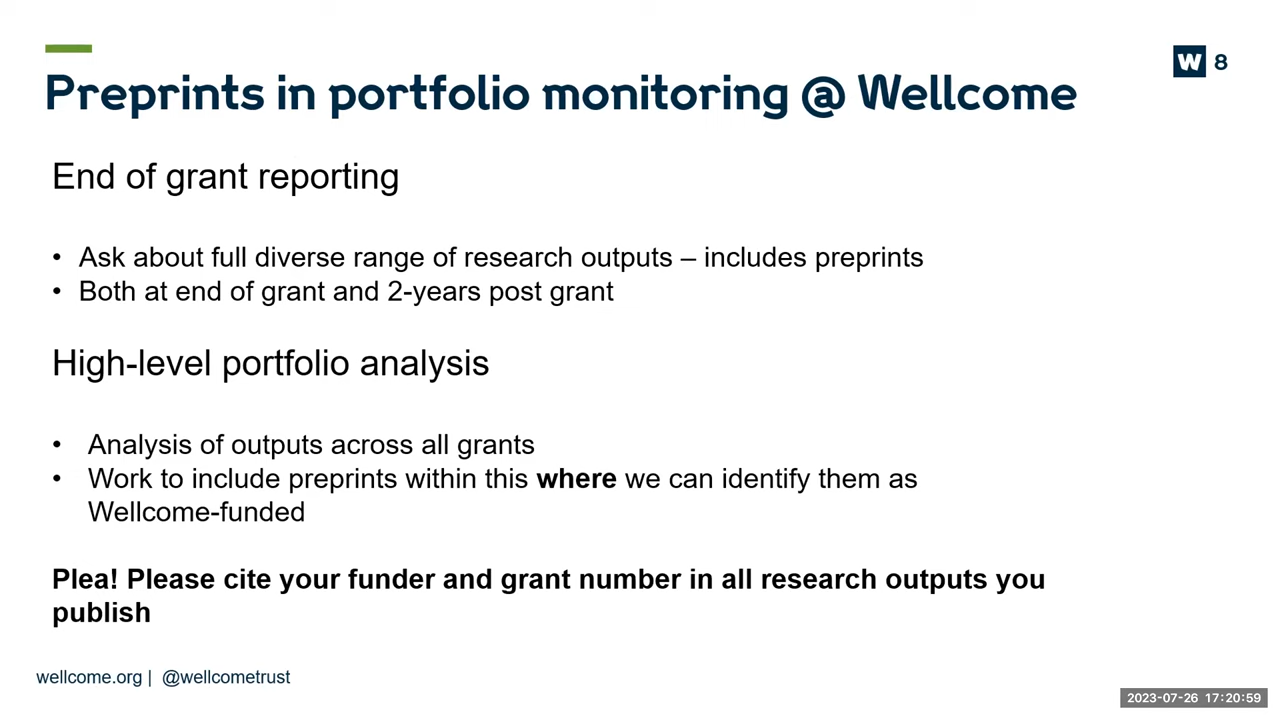 W 8
Preprints in portfolio monitoring @ Wellcome
End of grant reporting
• Ask about full diverse range of research outputs – includes preprints
• Both at end of grant and 2-years post grant
High-level portfolio analysis
• Analysis of outputs across all grants
• Work to include preprints within this where we can identify them as
Wellcome-funded
Plea! Please cite your funder and grant number in all research outputs you
publish
wellcome.org | @wellcometrust
2023-07-26 17:20:59